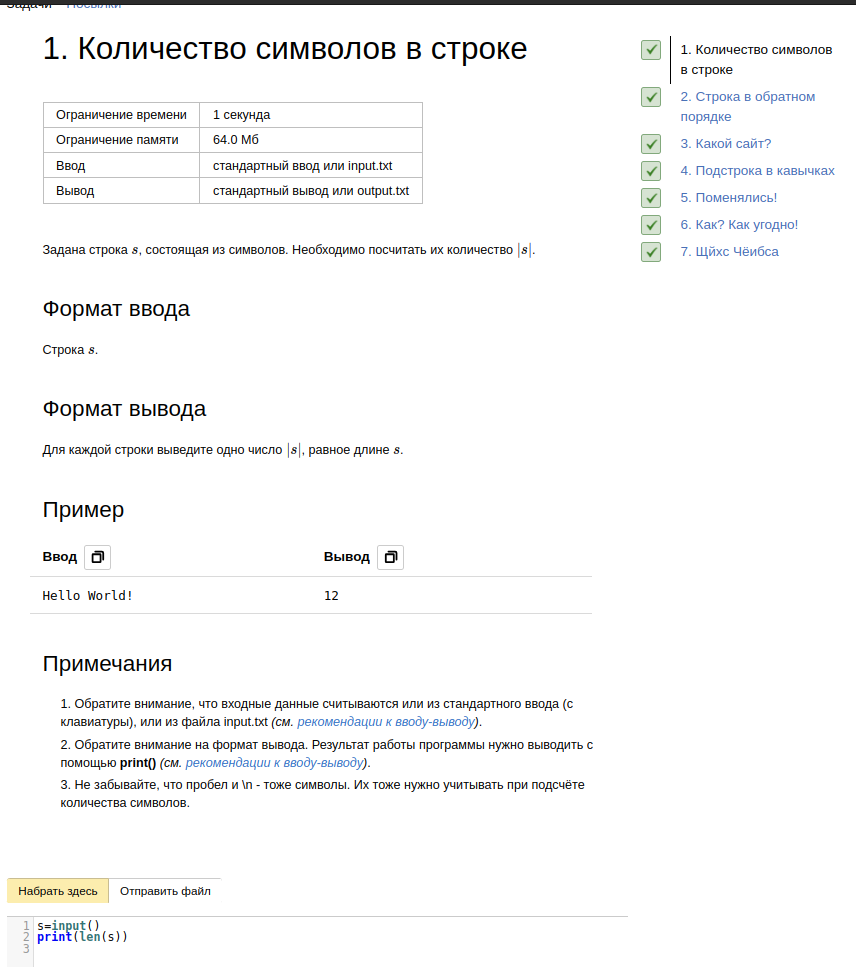 Задачи Посылки
1. Количество символов в строке
Ограничение времени 1 секунда
Ограничение памяти 64.0 Мб
Ввод стандартный ввод или input.txt
Вывод стандартный вывод или output.txt
Задана строка s, состоящая из символов. Необходимо посчитать их количество |s|.
Формат ввода
Строка s.
Формат вывода
Для каждой строки выведите одно число |s|, равное длине s.
Пример
Ввод Вывод
Hello World! 12
Примечания
1. Обратите внимание, что входные данные считываются или из стандартного ввода (с
клавиатуры), или из файла input.txt (см. рекомендации к вводу-выводу).
2. Обратите внимание на формат вывода. Результат работы программы нужно выводить с
помощью print() (см. рекомендации к вводу-выводу).
3. Не забывайте, что пробел и \n - тоже символы. Их тоже нужно учитывать при подсчёте
количества символов.
Набрать здесь Отправить файл
1 s=input()
2 print(len(s))
3
1. Количество символов
в строке
2. Строка в обратном
порядке
3. Какой сайт?
4. Подстрока в кавычках
5. Поменялись!
6. Как? Как угодно!
7. Щйхс Чёибса